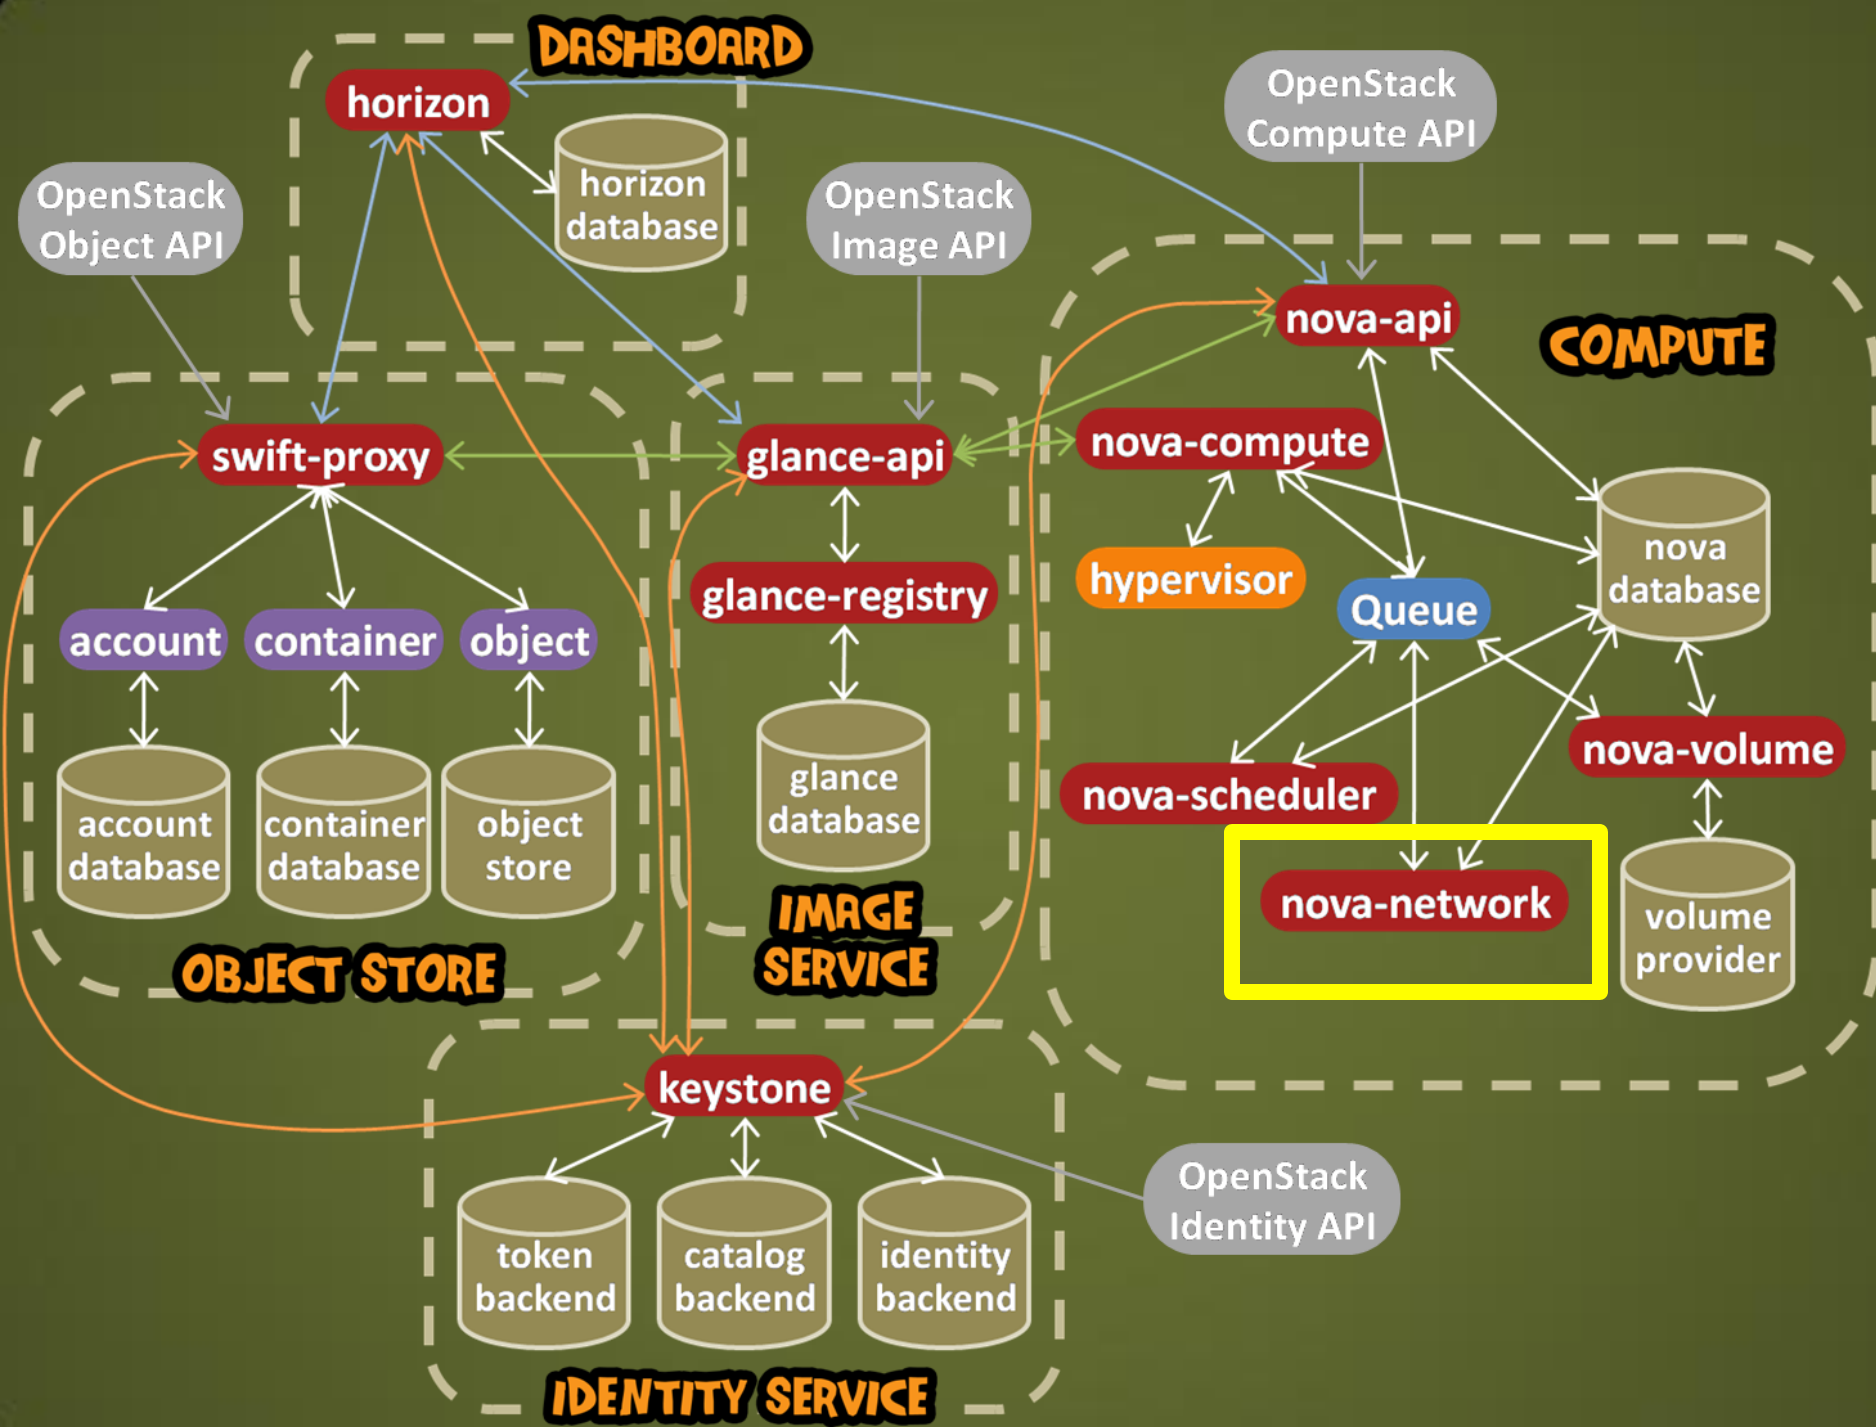 DASHBOARD
horizon
horizon
database
OpenStack
Compute API
OpenStack
Object API
OpenStack
Image API
nova-api
COMPUTE
swift-proxy
glance-api
nova-compute
hypervisor
Queue
nova
database
glance-registry
account
container
object
account
database
container
database
object
store
glance
database
nova-scheduler
nova-volume
nova-network
volume
provider
OBJECT STORE
IMAGE
SERVICE
keystone
token
backend
catalog
backend
identity
backend
OpenStack
Identity API
IDENTITY SERVICE